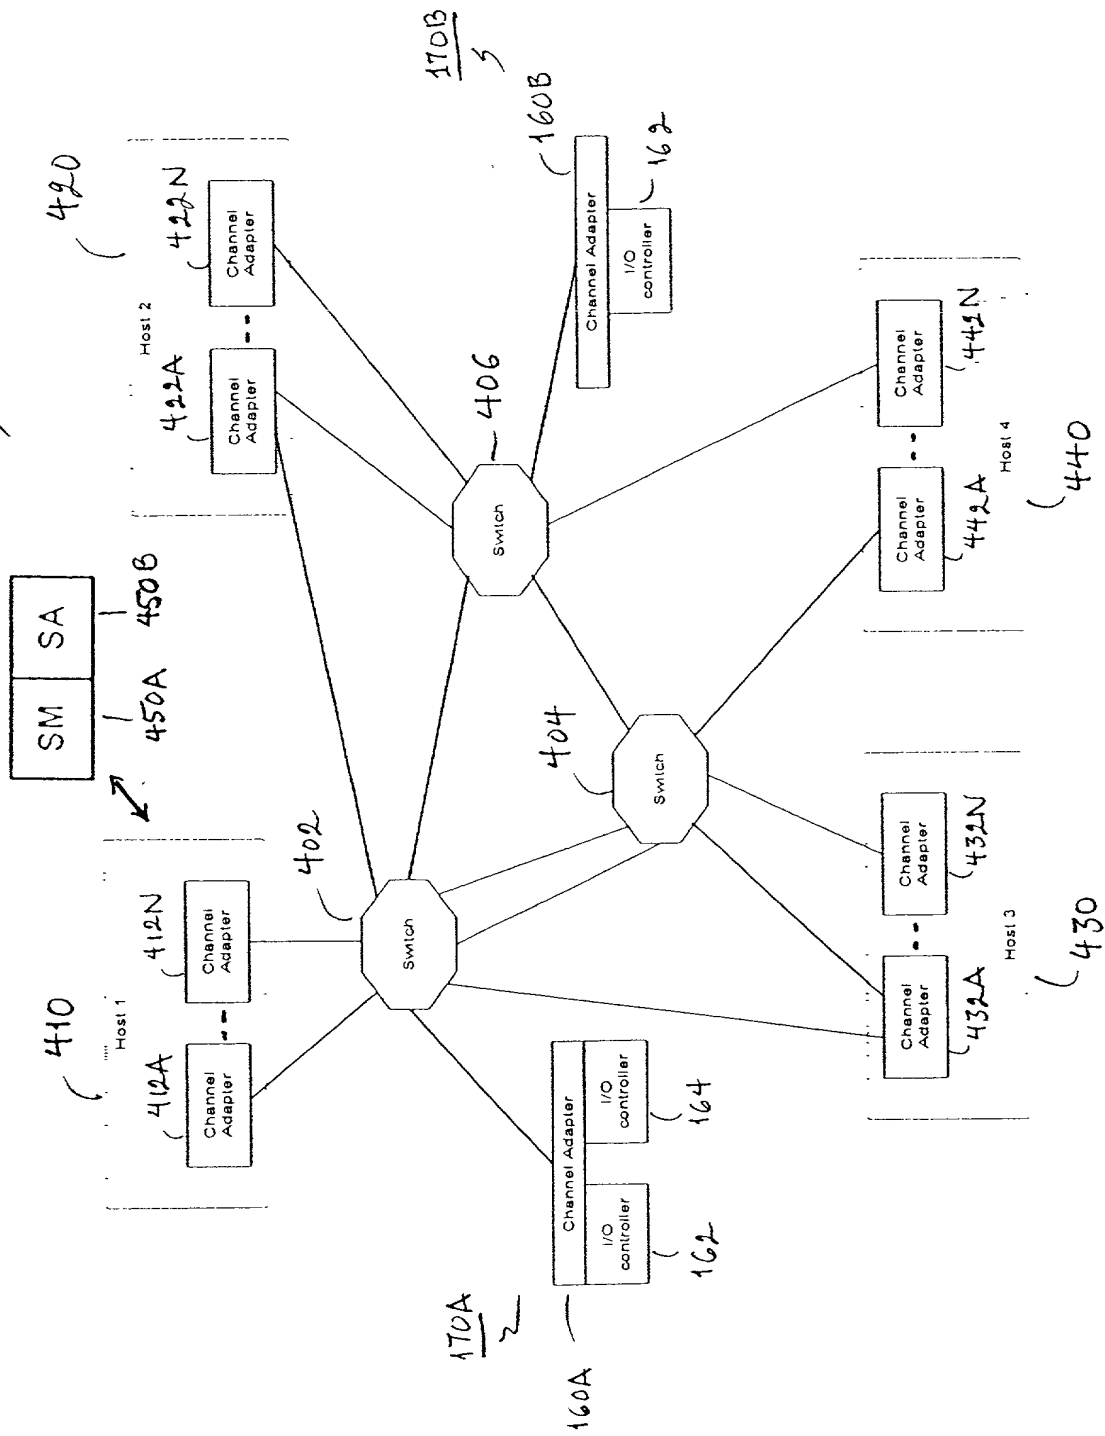 SM
SA
450A
450B
410
Host 1
412A
412N
Channel
Adapter
Channel
Adapter
420
Host 2
422A
422N
Channel
Adapter
Channel
Adapter
402
Switch
406
Switch
404
Switch
170A
160A
Channel Adapter
I/O
controller
I/O
controller
162
164
170B
160B
Channel Adapter
I/O
controller
162
Channel
Adapter
Channel
Adapter
432A
432N
Host 3
430
Channel
Adapter
Channel
Adapter
442A
442N
Host 4
440